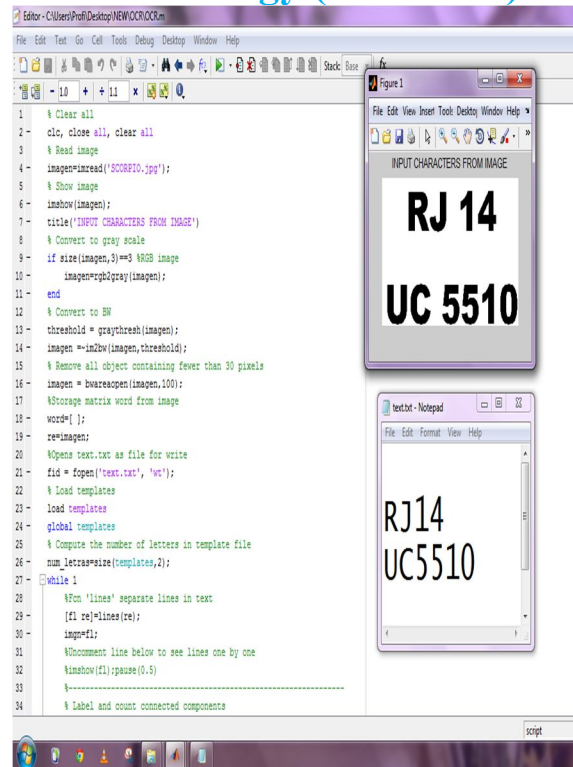 Editor - C:\Users\Profi\Desktop\NEW\OCR\OCR.m
File Edit Text Go Cell Tools Debug Desktop Window Help
Stack: Base fx
- 1.0 + ÷ 1.1 x
1 % Clear all
2 - clc, close all, clear all
3 % Read image
4 - imagen=imread('SCORPIO.jpg');
5 % Show image
6 - imshow(imagen);
7 - title('INPUT CHARACTERS FROM IMAGE')
8 % Convert to gray scale
9 - if size(imagen,3)==3 %RGB image
10 - imagen=rgb2gray(imagen);
11 - end
12 % Convert to BW
13 - threshold = graythresh(imagen);
14 - imagen =~im2bw(imagen,threshold);
15 % Remove all object containing fewer than 30 pixels
16 - imagen = bwareaopen(imagen,100);
17 %Storage matrix word from image
18 - word=[ ];
19 - re=imagen;
20 %Opens text.txt as file for write
21 - fid = fopen('text.txt', 'wt');
22 % Load templates
23 - load templates
24 - global templates
25 % Compute the number of letters in template file
26 - num_letras=size(templates,2);
27 - while 1
28 %Fcn 'lines' separate lines in text
29 - [fl re]=lines(re);
30 - imgn=fl;
31 %Uncomment line below to see lines one by one
32 %imshow(fl);pause(0.5)
33 %-----------------------------------------------------------------
34 % Label and count connected components
Figure 1
File Edit View Insert Tools Desktop Window Help
INPUT CHARACTERS FROM IMAGE
RJ 14
UC 5510
text.txt - Notepad
File Edit Format View Help
RJ14
UC5510
script